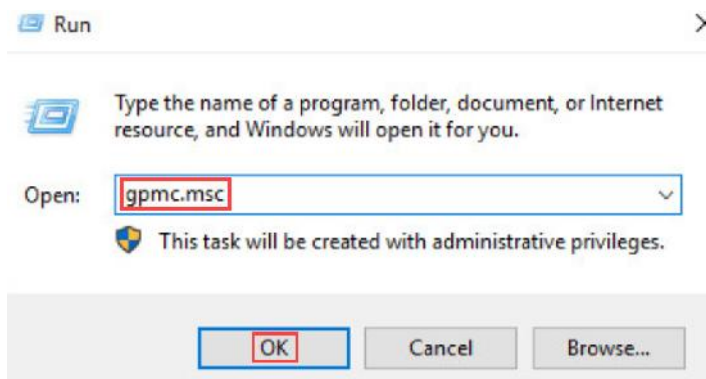 Run
Type the name of a program, folder, document, or Internet
resource, and Windows will open it for you.
Open: gpmc.msc
This task will be created with administrative privileges.
OK Cancel Browse...